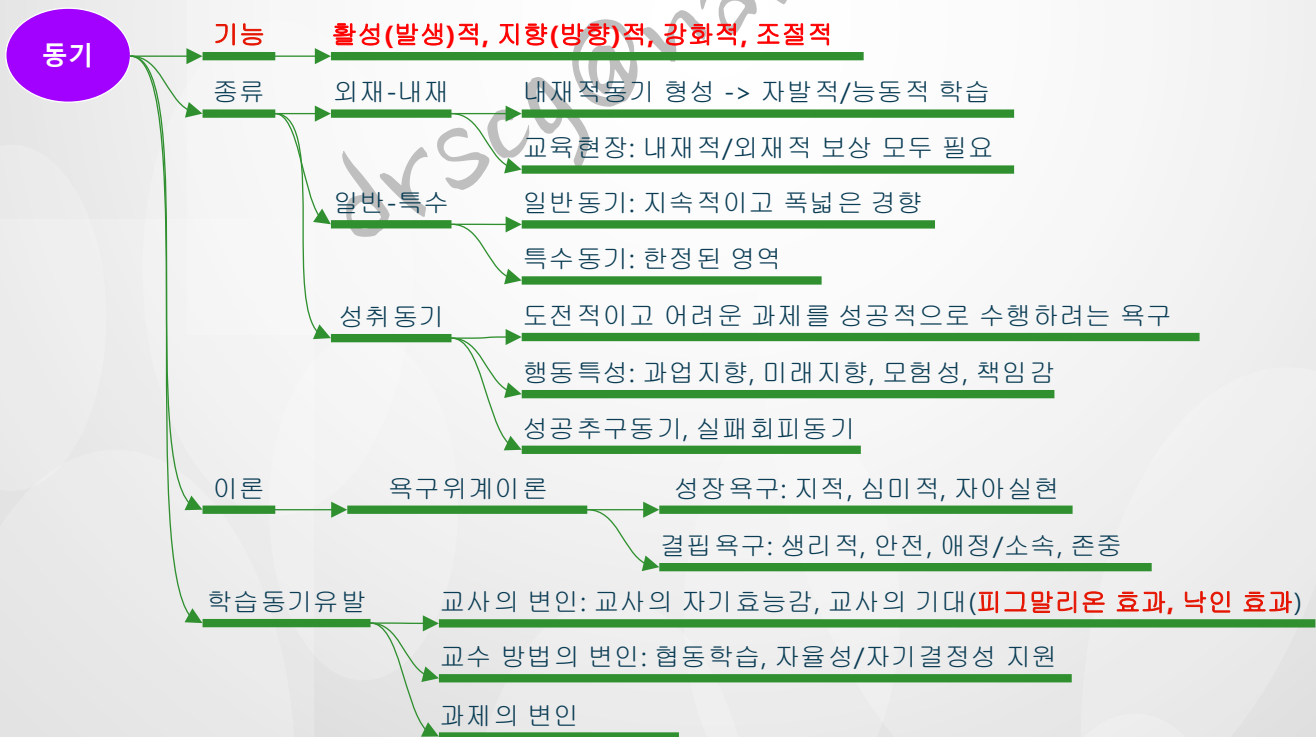 동기
기능
활성(발생)적, 지향(방향)적, 강화적, 조절적
종류
외재-내재
내재적동기 형성 -> 자발적/능동적 학습
교육현장: 내재적/외재적 보상 모두 필요
일반-특수
일반동기: 지속적이고 폭넓은 경향
특수동기: 한정된 영역
성취동기
도전적이고 어려운 과제를 성공적으로 수행하려는 욕구
행동특성: 과업지향, 미래지향, 모험성, 책임감
성공추구동기, 실패회피동기
이론
욕구위계이론
성장욕구: 지적, 심미적, 자아실현
결핍욕구: 생리적, 안전, 애정/소속, 존중
학습동기유발
교사의 변인: 교사의 자기효능감, 교사의 기대(피그말리온 효과, 낙인 효과)
교수 방법의 변인: 협동학습, 자율성/자기결정성 지원
과제의 변인